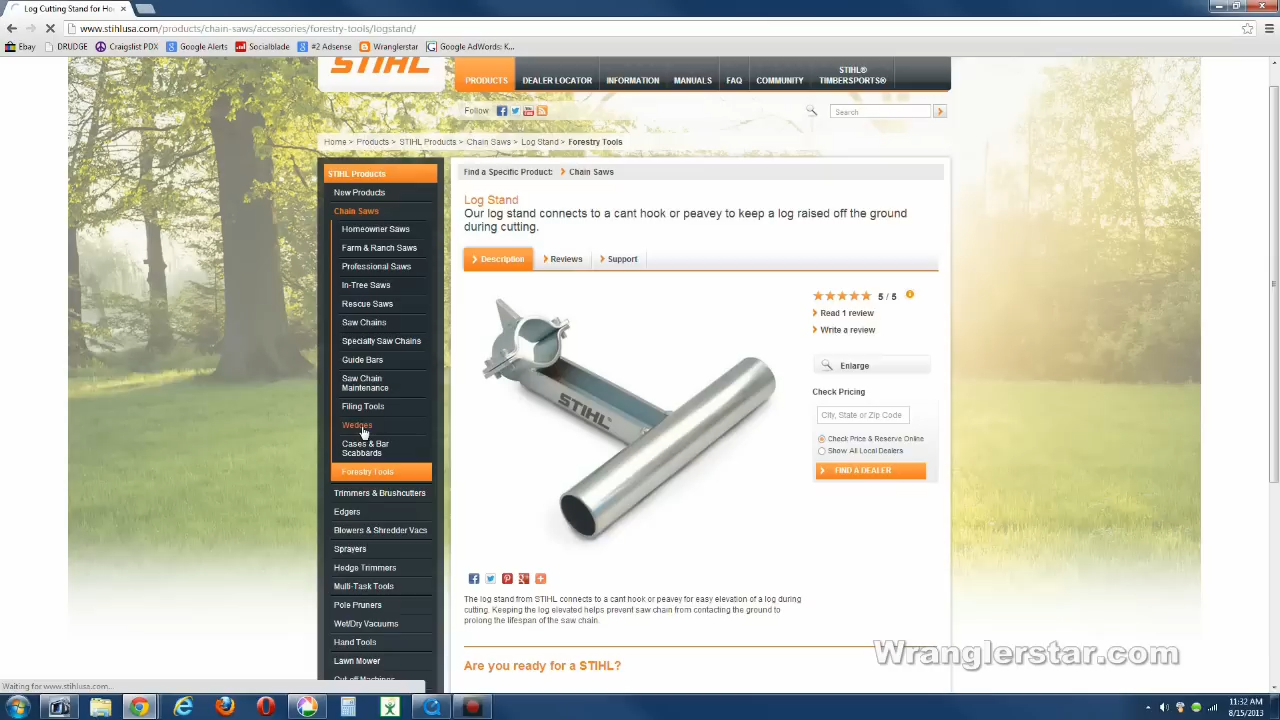 Log Cutting Stand for Ho
www.stihlusa.com/products/chain-saws/accessories/forestry-tools/logstand/
Ebay DRUDGE Craigslist PDX Google Alerts Socialblade #2 Adsense Wranglerstar Google AdWords: K...
STIHL
PRODUCTS DEALER LOCATOR INFORMATION MANUALS FAQ COMMUNITY STIHL® TIMBERSPORTS®
Follow: Search
Home > Products > STIHL Products > Chain Saws > Log Stand > Forestry Tools
STIHL Products
New Products
Chain Saws
Homeowner Saws
Farm & Ranch Saws
Professional Saws
In-Tree Saws
Rescue Saws
Saw Chains
Specialty Saw Chains
Guide Bars
Saw Chain
Maintenance
Filing Tools
Wedges
Cases & Bar
Scabbards
Forestry Tools
Trimmers & Brushcutters
Edgers
Blowers & Shredder Vacs
Sprayers
Hedge Trimmers
Multi-Task Tools
Pole Pruners
Wet/Dry Vacuums
Hand Tools
Lawn Mower
Cut-off Machines
Find a Specific Product: Chain Saws
Log Stand
Our log stand connects to a cant hook or peavey to keep a log raised off the ground
during cutting.
Description Reviews Support
STIHL
5 / 5
Read 1 review
Write a review
Enlarge
Check Pricing
City, State or Zip Code
Check Price & Reserve Online
Show All Local Dealers
FIND A DEALER
The log stand from STIHL connects to a cant hook or peavey for easy elevation of a log during
cutting. Keeping the log elevated helps prevent saw chain from contacting the ground to
prolong the lifespan of the saw chain.
Are you ready for a STIHL?
Wranglerstar.com
Waiting for www.stihlusa.com...
11:32 AM
8/15/2013